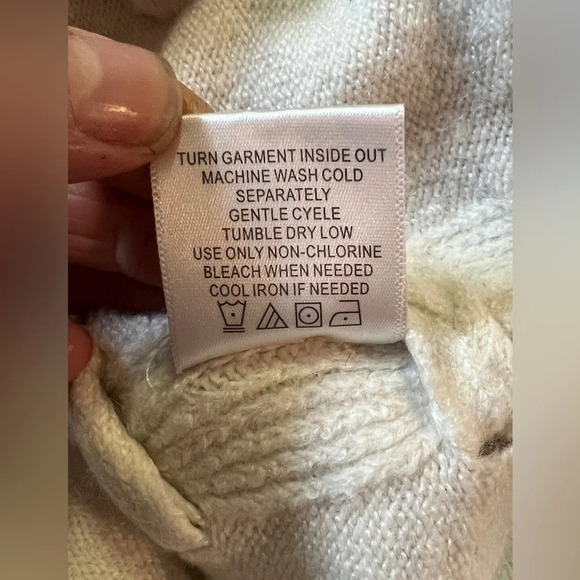 TURN GARMENT INSIDE OUT
MACHINE WASH COLD
SEPARATELY
GENTLE CYELE
TUMBLE DRY LOW
USE ONLY NON-CHLORINE
BLEACH WHEN NEEDED
COOL IRON IF NEEDED